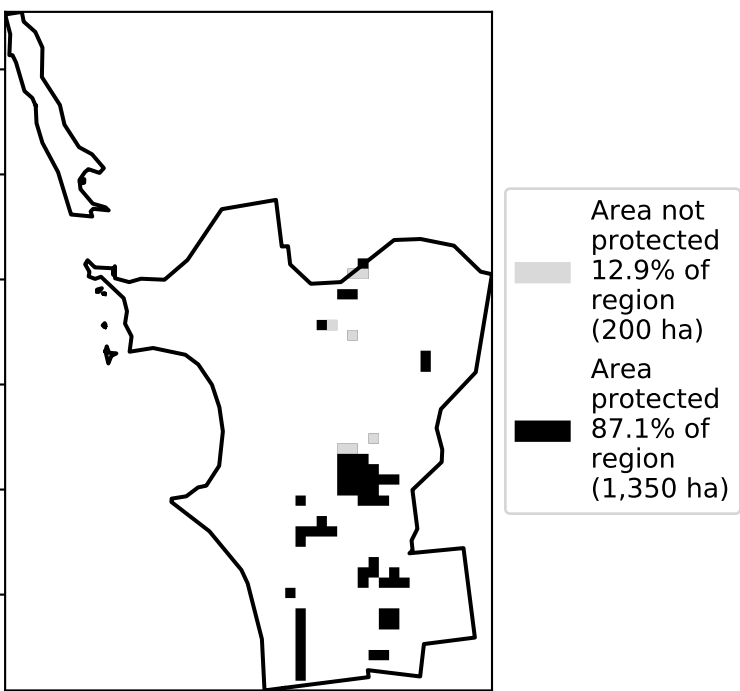 Area not
protected
12.9% of
region
(200 ha)
Area
protected
87.1% of
region
(1,350 ha)